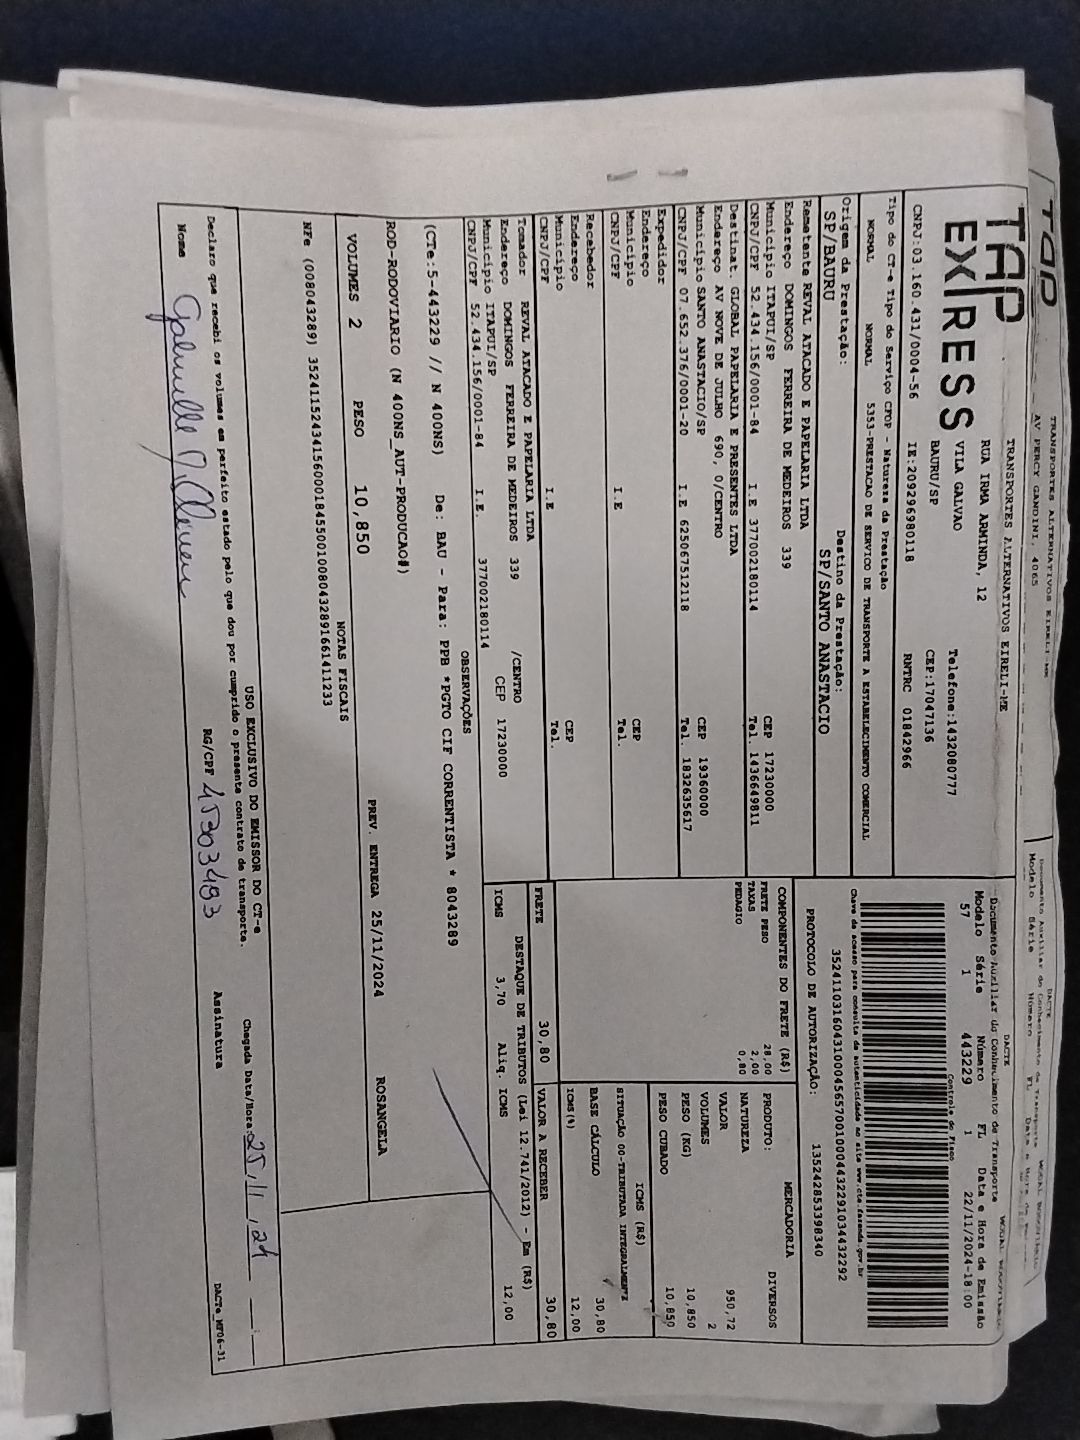 TAP
EXPRESS
TRANSPORTES ALTERNATIVOS EIRELI-ME
RUA IRMA ARMINDA, 12
VILA GALVAO
BAURU/SP
Telefone:1432080777
CEP:17047136
CNPJ:03.160.431/0004-56
IE:209296980118
RNTRC 01842966
Tipo do CT-e Tipo do Serviço CFOP - Natureza da Prestação
NORMAL NORMAL 5353-PRESTACAO DE SERVICO DE TRANSPORTE A ESTABELECIMENTO COMERCIAL
Origem da Prestação:
SP/BAURU
Destino da Prestação:
SP/SANTO ANASTACIO
Remetente REVAL ATACADO E PAPELARIA LTDA
Endereço DOMINGOS FERREIRA DE MEDEIROS 339
Município ITAPUI/SP CEP 17230000
CNPJ/CPF 52.434.156/0001-84 I.E 377002180114 Tel. 1436649811
Destinat. GLOBAL PAPELARIA E PRESENTES LTDA
Endereço AV NOVE DE JULHO 690, 0/CENTRO
Município SANTO ANASTACIO/SP CEP 19360000
CNPJ/CPF 07.652.376/0001-20 I.E 625067512118 Tel. 1832635617
Expedidor
Endereço
Município CEP
CNPJ/CPF I.E Tel.
Recebedor
Endereço
Município CEP
CNPJ/CPF I.E Tel.
Tomador REVAL ATACADO E PAPELARIA LTDA
Endereço DOMINGOS FERREIRA DE MEDEIROS 339 /CENTRO
Município ITAPUI/SP CEP 17230000
CNPJ/CPF 52.434.156/0001-84 I.E. 377002180114
DACTE
Documento Auxiliar do Conhecimento de Transporte
Modelo Série Número FL Data e Hora de Emissão
57 1 443229 1 22/11/2024-18:00
Controle do Fisco
Chave de acesso para consulta de autenticidade no site www.cte.fazenda.gov.br
35241103160431000456570010004432291034432292
PROTOCOLO DE AUTORIZAÇÃO: 135242853398340
COMPONENTES DO FRETE (R$)
FRETE PESO 28,00
TAXAS 2,00
PEDAGIO 0,80
MERCADORIA
PRODUTO: DIVERSOS
NATUREZA
VALOR 950,72
VOLUMES 2
PESO (KG) 10,850
PESO CUBADO 10,850
ICMS (R$)
SITUAÇÃO 00-TRIBUTADA INTEGRALMENTE
BASE CÁLCULO 30,80
ICMS(%) 12,00
FRETE 30,80
VALOR A RECEBER 30,80
DESTAQUE DE TRIBUTOS (Lei 12.741/2012) - Em (R$)
ICMS 3,70 Aliq. ICMS 12,00
OBSERVAÇÕES
(CTe:5-443229 // N 400NS) De: BAU - Para: PPB *PGTO CIF CORRENTISTA * 8043289
ROD-RODOVIARIO (N 400NS_AUT-PRODUCAO#) ROSANGELA
VOLUMES 2 PESO 10,850 PREV. ENTREGA 25/11/2024
NOTAS FISCAIS
NFe (008043289) 35241152434156000184550010080432891661411233
USO EXCLUSIVO DO EMISSOR DO CT-e
Declaro que recebi os volumes em perfeito estado pelo que dou por cumprido o presente contrato de transporte.
Chegada Data/Hora: 25/11/24
Nome RG/CPF 45303483 Assinatura
DACTe_MT06-31